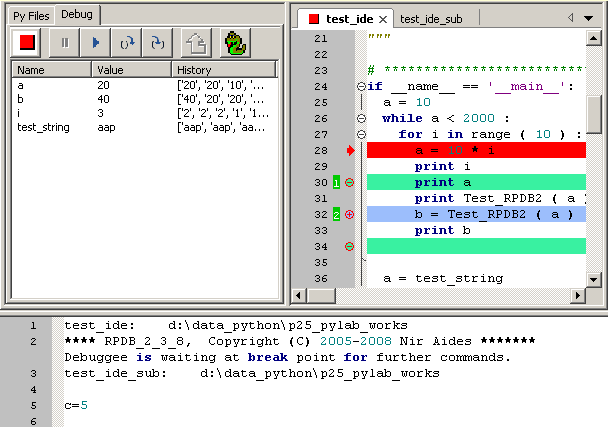 Py Files Debug
Name Value History
a 20 ['20', '20', '10', '...
b 40 ['40', '20', '20', '...
i 3 ['2', '2', '2', '1', '1...
test_string aap ['aap', 'aap', 'aa...
test_ide test_ide_sub
21 """
22
23 # ****************************
24 if __name__ == '__main__':
25 a = 10
26 while a < 2000 :
27 for i in range ( 10 ) :
28 a = * i
29 print i
1 30 print a
31 print Test_RPDB2 ( a )
2 32 b = Test_RPDB2 ( a )
33 print b
34
35
36 a = test_string
1 test_ide: d:\data_python\p25_pylab_works
2 **** RPDB_2_3_8, Copyright (C) 2005-2008 Nir Aides *******
Debuggee is waiting at break point for further commands.
3 test_ide_sub: d:\data_python\p25_pylab_works
4
5 c=5
6